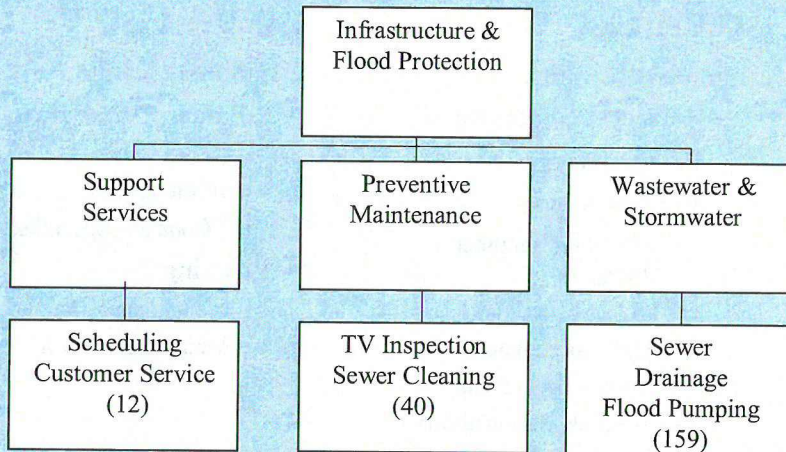 Infrastructure &
Flood Protection
Support
Services
Preventive
Maintenance
Wastewater &
Stormwater
Scheduling
Customer Service
(12)
TV Inspection
Sewer Cleaning
(40)
Sewer
Drainage
Flood Pumping
(159)